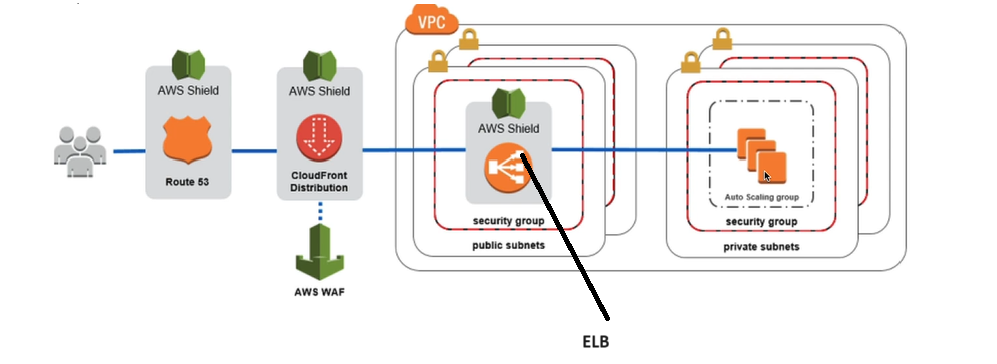 VPC
AWS Shield
Route 53
AWS Shield
CloudFront
Distribution
AWS WAF
AWS Shield
security group
public subnets
Auto Scaling group
security group
private subnets
ELB